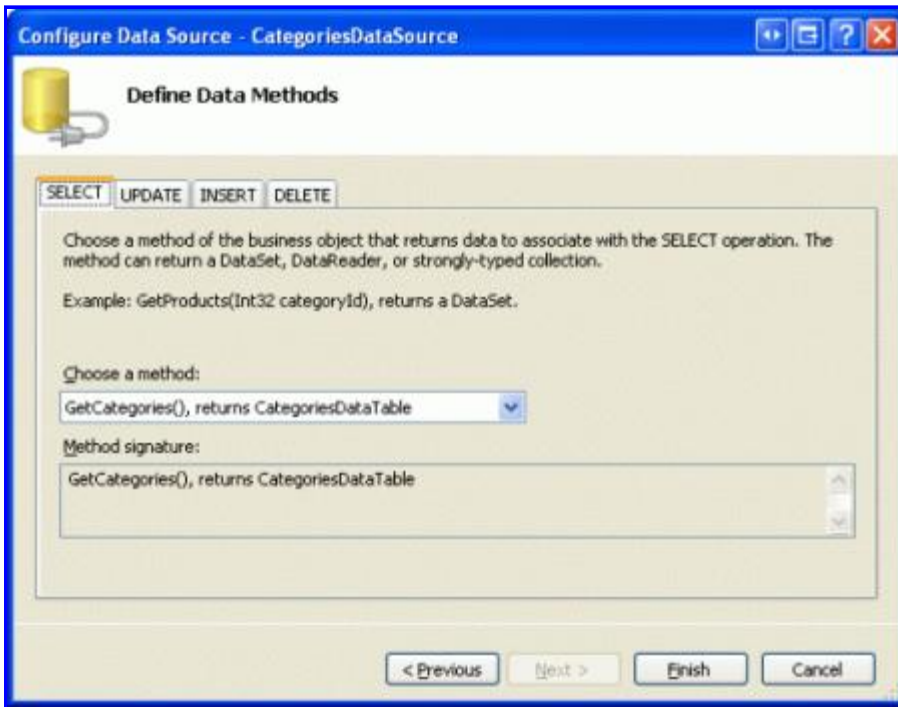 Configure Data Source - CategoriesDataSource
Define Data Methods
SELECT UPDATE INSERT DELETE
Choose a method of the business object that returns data to associate with the SELECT operation. The
method can return a DataSet, DataReader, or strongly-typed collection.
Example: GetProducts(Int32 categoryId), returns a DataSet.
Choose a method:
GetCategories(), returns CategoriesDataTable
Method signature:
GetCategories(), returns CategoriesDataTable
< Previous Next > Finish Cancel